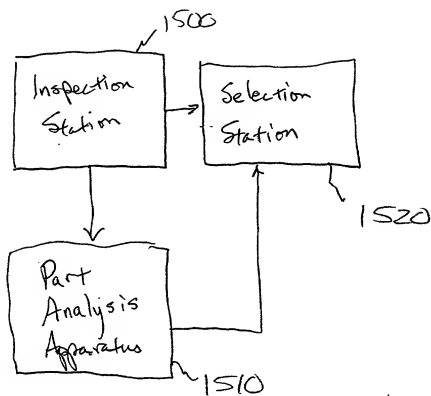 1500
Inspection
Station
Selection
Station
1520
Part
Analysis
Apparatus
1510